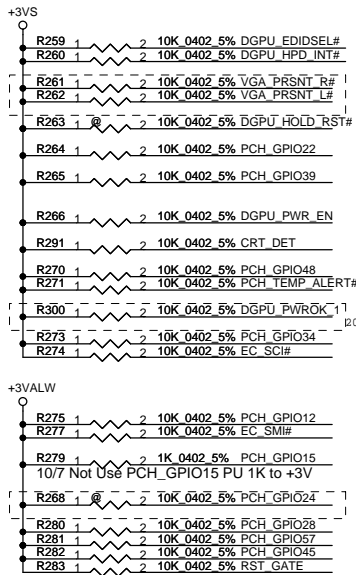 +3VS
R259 1 2 10K_0402_5% DGPU_EDIDSEL#
R260 1 2 10K_0402_5% DGPU_HPD_INT#
R261 1 2 10K_0402_5% VGA_PRSNT_R#
R262 1 2 10K_0402_5% VGA_PRSNT_L#
R263 1 @ 2 10K_0402_5% DGPU_HOLD_RST#
R264 1 2 10K_0402_5% PCH_GPIO22
R265 1 2 10K_0402_5% PCH_GPIO39
R266 1 2 10K_0402_5% DGPU_PWR_EN
R291 1 2 10K_0402_5% CRT_DET
R270 1 2 10K_0402_5% PCH_GPIO48
R271 1 2 10K_0402_5% PCH_TEMP_ALERT#
R300 1 2 10K_0402_5% DGPU_PWROK_1
R273 1 2 10K_0402_5% PCH_GPIO34
R274 1 2 10K_0402_5% EC_SCI#
+3VALW
R275 1 2 10K_0402_5% PCH_GPIO12
R277 1 2 10K_0402_5% EC_SMI#
R279 1 2 1K_0402_5% PCH_GPIO15
10/7 Not Use PCH_GPIO15 PU 1K to +3V
R268 1 @ 2 10K_0402_5% PCH_GPIO24
R280 1 2 10K_0402_5% PCH_GPIO28
R281 1 2 10K_0402_5% PCH_GPIO57
R282 1 2 10K_0402_5% PCH_GPIO45
R283 1 2 10K_0402_5% RST_GATE